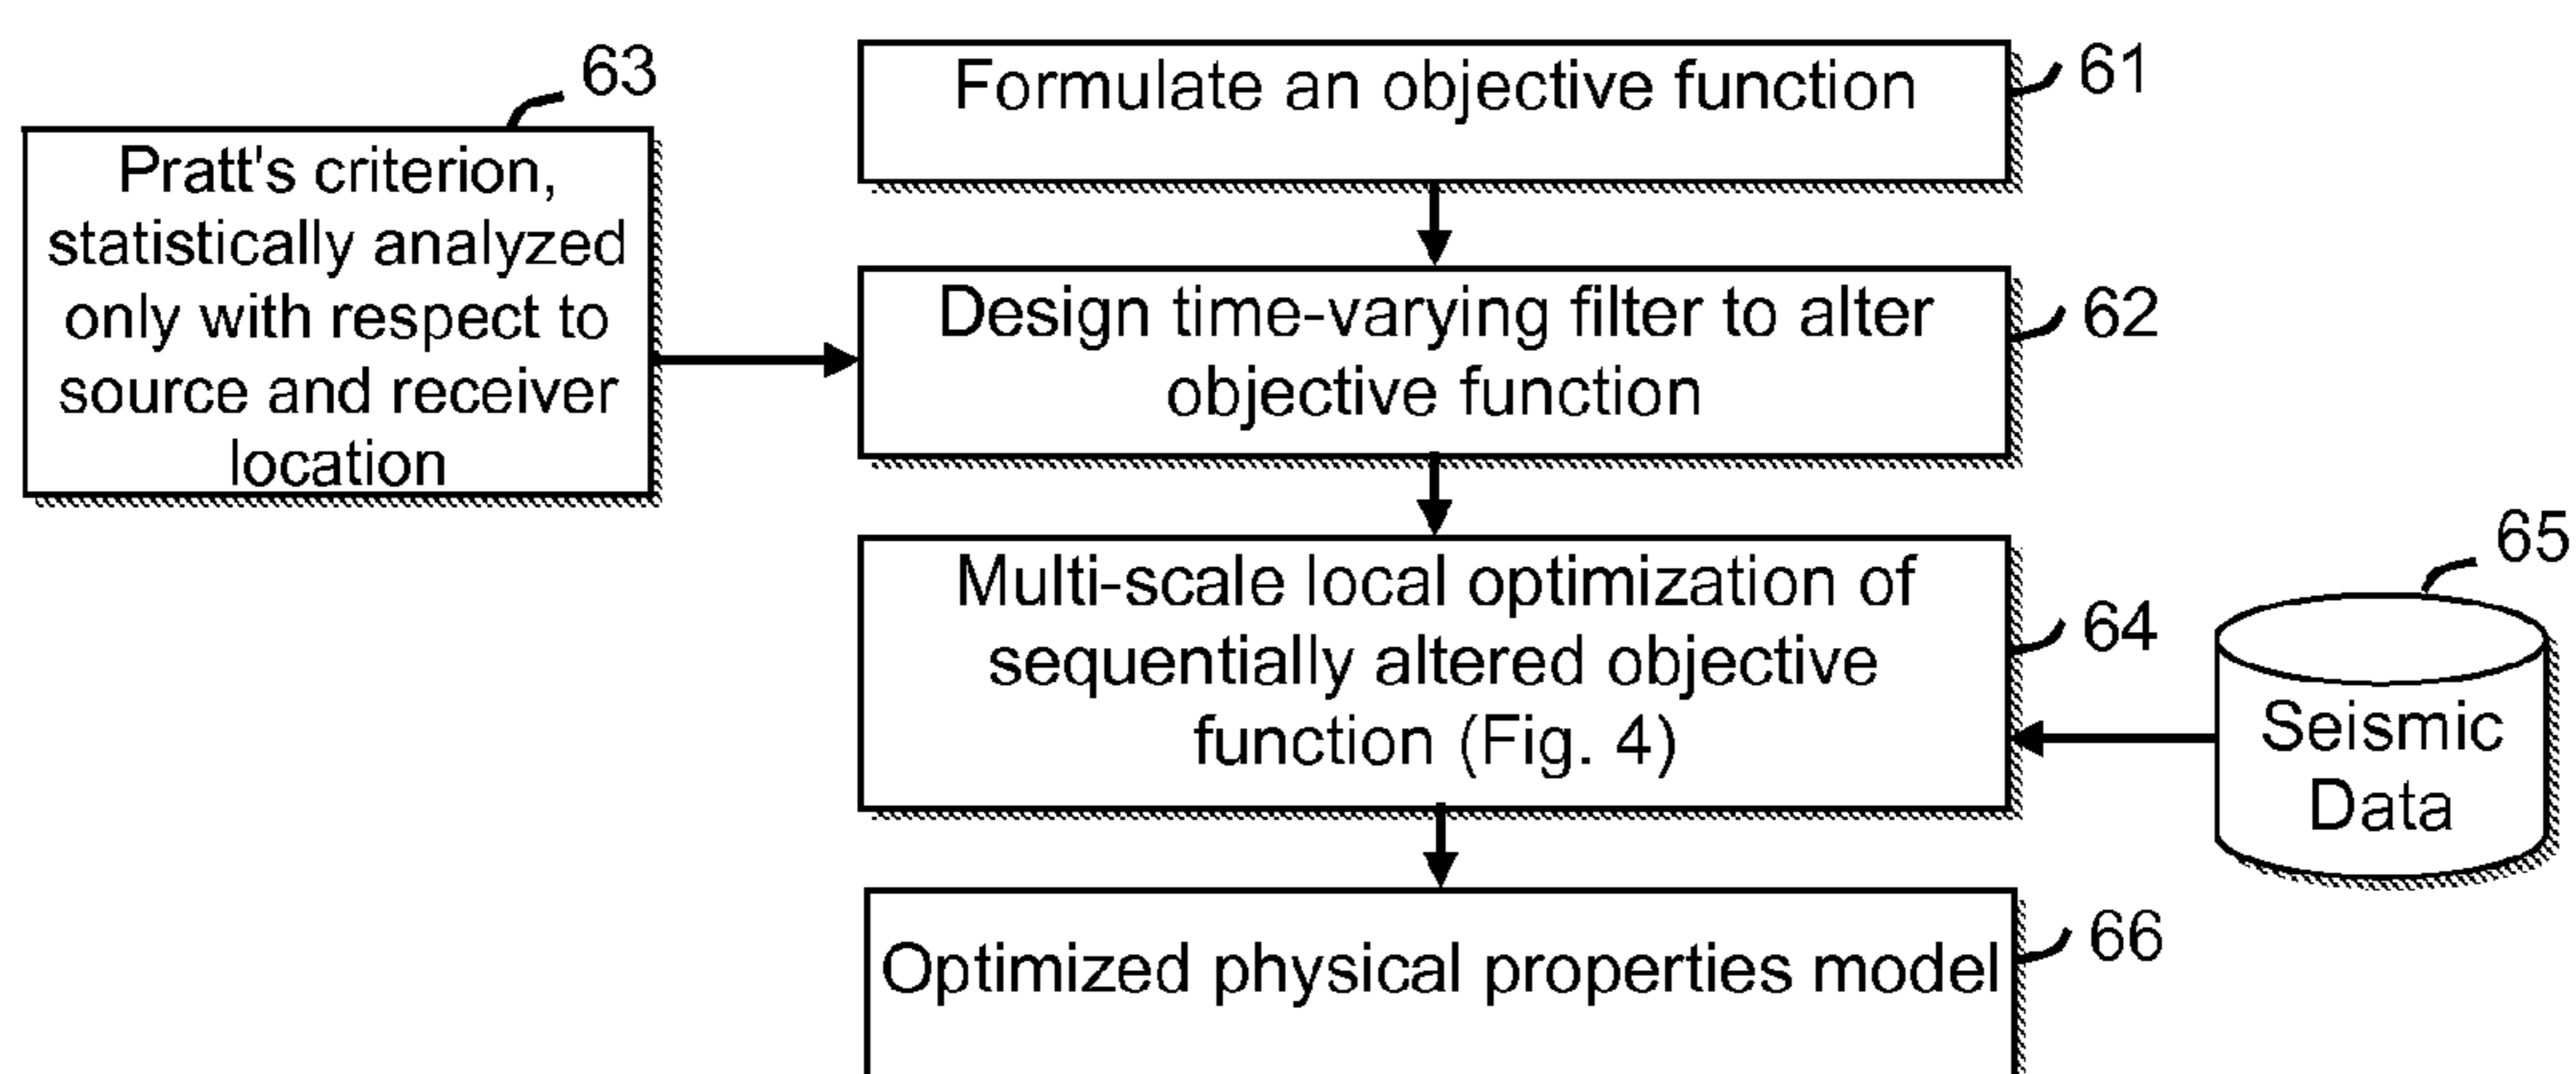 63
Pratt's criterion,
statistically analyzed
only with respect to
source and receiver
location
Formulate an objective function
61
Design time-varying filter to alter
objective function
62
Multi-scale local optimization of
sequentially altered objective
function (Fig. 4)
64
65
Seismic
Data
Optimized physical properties model
66